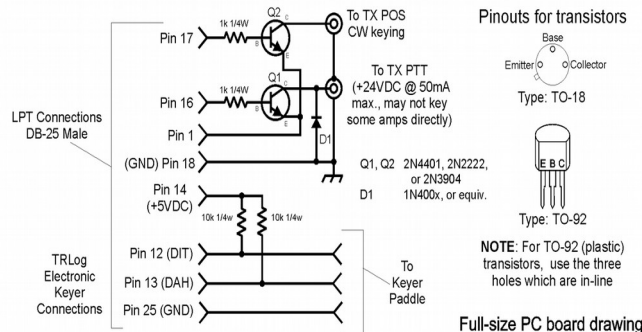 Q2
C
1k 1/4W
B
E
Pin 17
To TX POS
CW keying
Pinouts for transistors
Base
Emitter
Collector
Type: TO-18
Q1
C
1k 1/4W
B
E
Pin 16
To TX PTT
(+24VDC @ 50mA
max., may not key
some amps directly)
LPT Connections
DB-25 Male
Pin 1
D1
(GND) Pin 18
Q1, Q2 2N4401, 2N2222,
or 2N3904
D1 1N400x, or equiv.
E B C
Type: TO-92
Pin 14
(+5VDC)
10k 1/4w
10k 1/4w
NOTE: For TO-92 (plastic)
transistors, use the three
holes which are in-line
Pin 12 (DIT)
TRLog
Electronic
Keyer
Connections
Pin 13 (DAH)
To
Keyer
Paddle
Pin 25 (GND)
Full-size PC board drawing